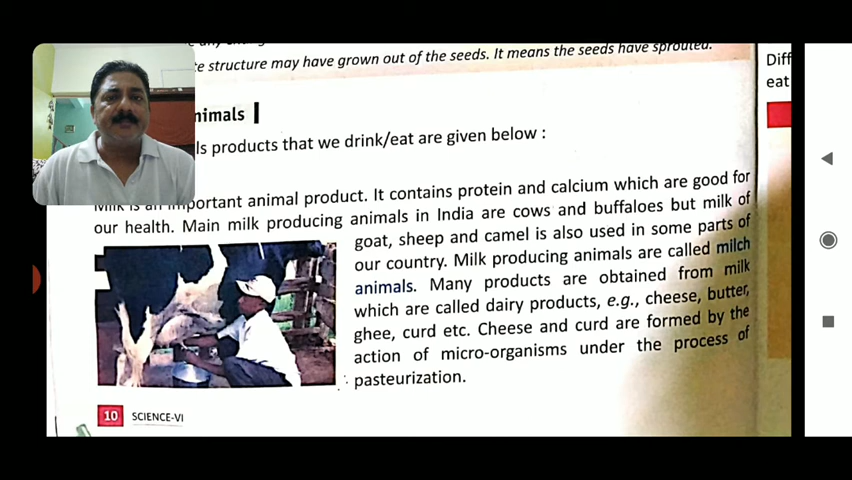 te structure may have grown out of the seeds. It means the seeds have sprouted.
nimals
ls products that we drink/eat are given below :
Milk is an important animal product. It contains protein and calcium which are good for
our health. Main milk producing animals in India are cows and buffaloes but milk of
goat, sheep and camel is also used in some parts of
our country. Milk producing animals are called milch
animals. Many products are obtained from milk
which are called dairy products, e.g., cheese, butter,
ghee, curd etc. Cheese and curd are formed by the
action of micro-organisms under the process of
pasteurization.
10 SCIENCE-VI
Diff
eat